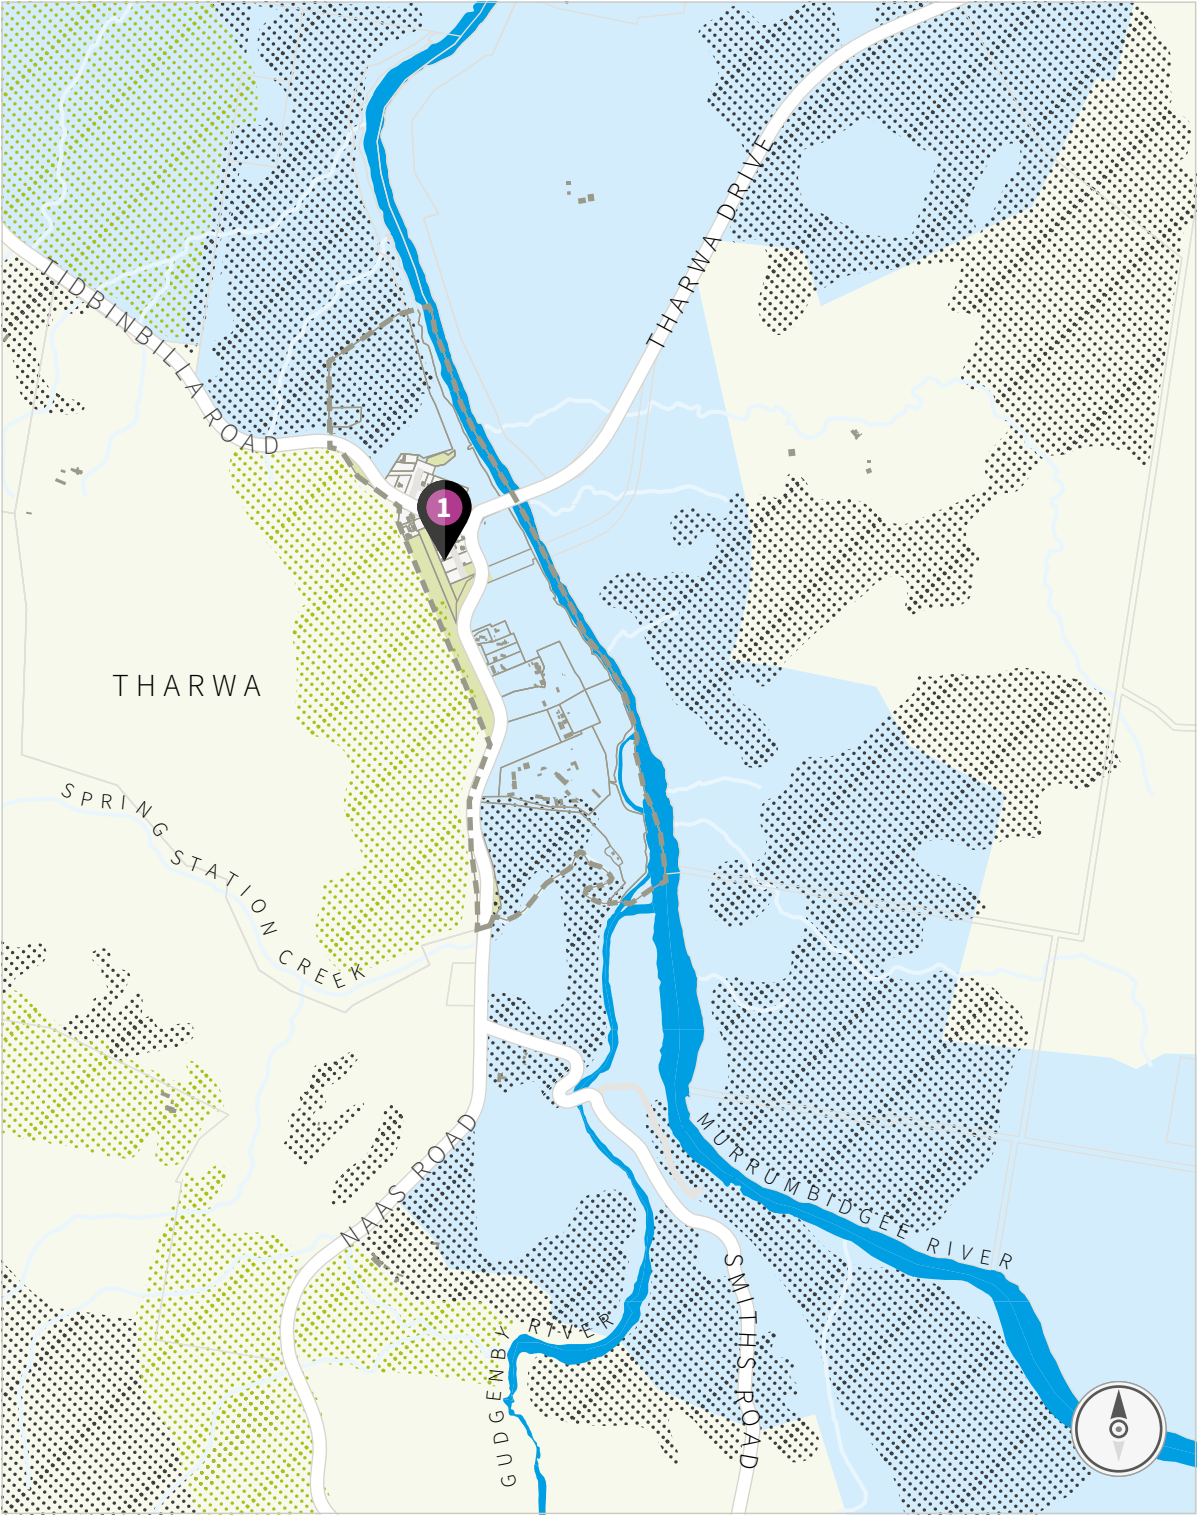 THARWA DRIVE
TIDBINBILLA ROAD
1
THARWA
SPRING STATION CREEK
NAAS ROAD
MURRUMBIDGEE RIVER
SMITHS ROAD
GUDGENBY RIVER